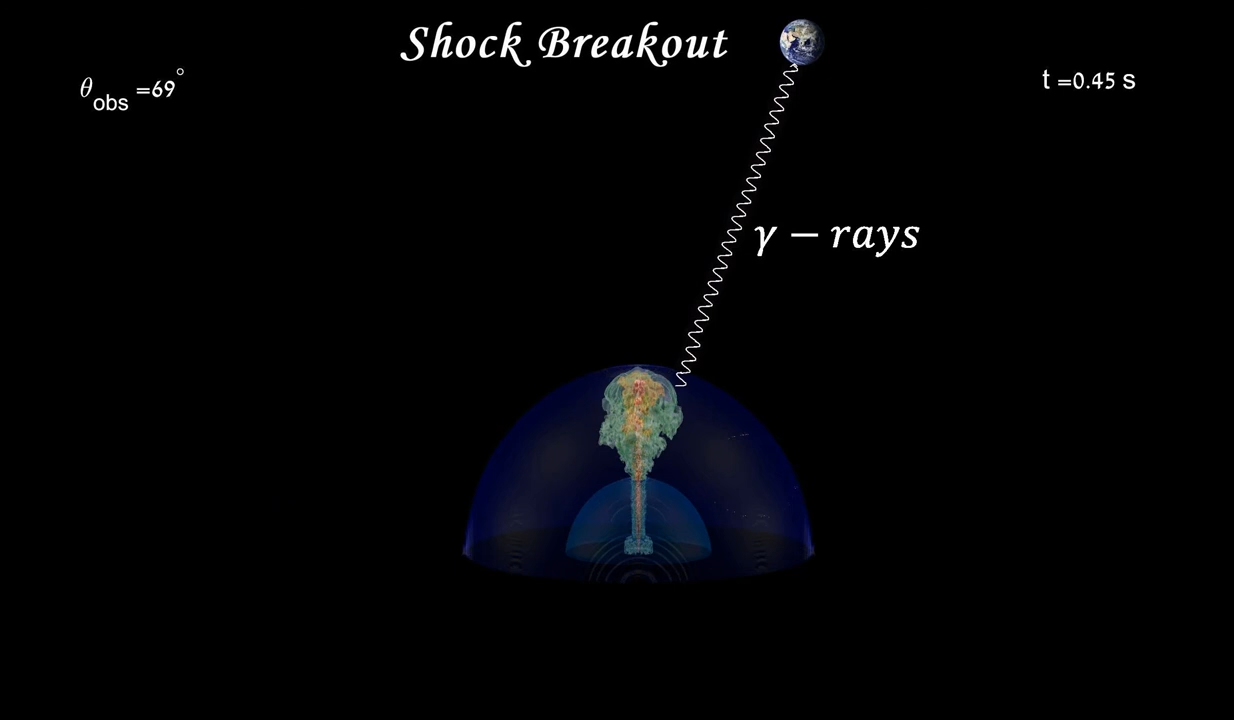 Shock Breakout
θobs =69°
t =0.45 s
γ − rays